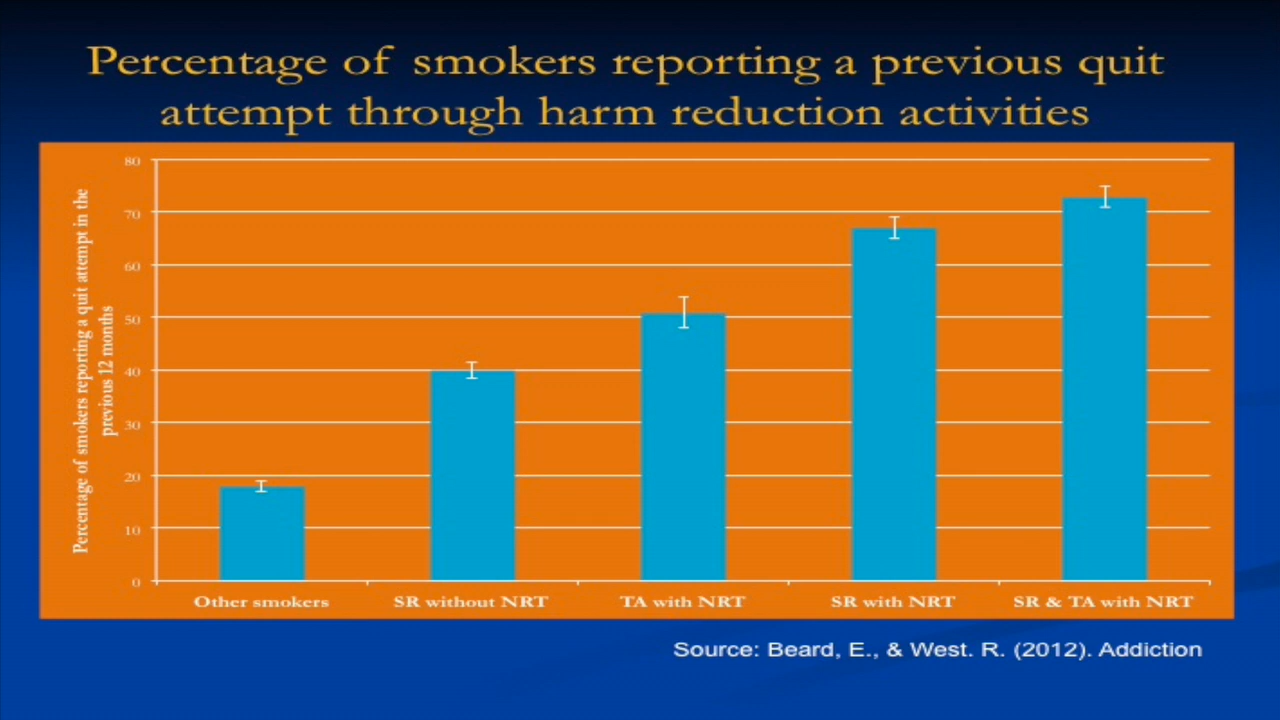 Percentage of smokers reporting a previous quit
attempt through harm reduction activities
Percentage of smokers reporting a quit attempt in the
previous 12 months
80
70
60
50
40
30
20
10
0
Other smokers
SR without NRT
TA with NRT
SR with NRT
SR & TA with NRT
Source: Beard, E., & West. R. (2012). Addiction